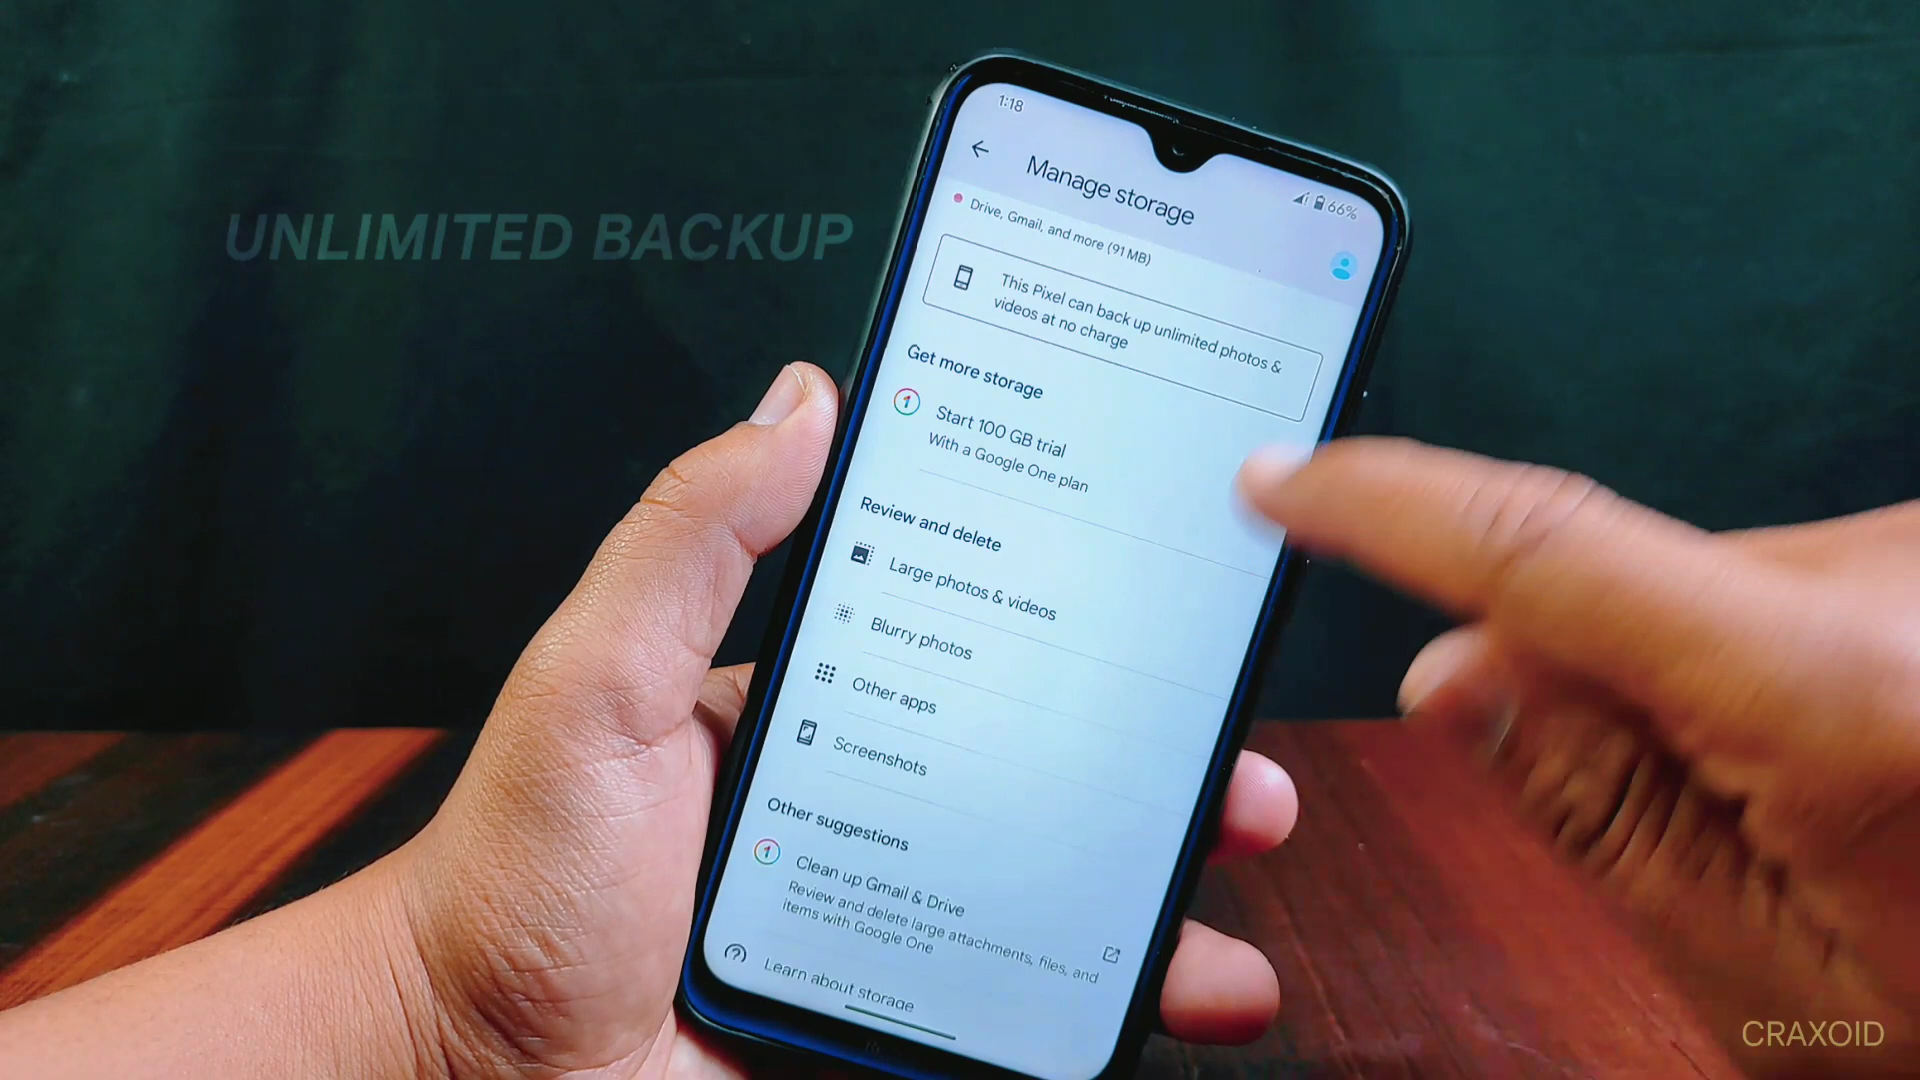 UNLIMITED BACKUP
1:18
66%
Manage storage
Drive, Gmail, and more (91 MB)
This Pixel can back up unlimited photos &
videos at no charge
Get more storage
1
Start 100 GB trial
With a Google One plan
Review and delete
Large photos & videos
Blurry photos
Other apps
Screenshots
Other suggestions
1
Clean up Gmail & Drive
Review and delete large attachments, files, and
items with Google One
Learn about storage
CRAXOID